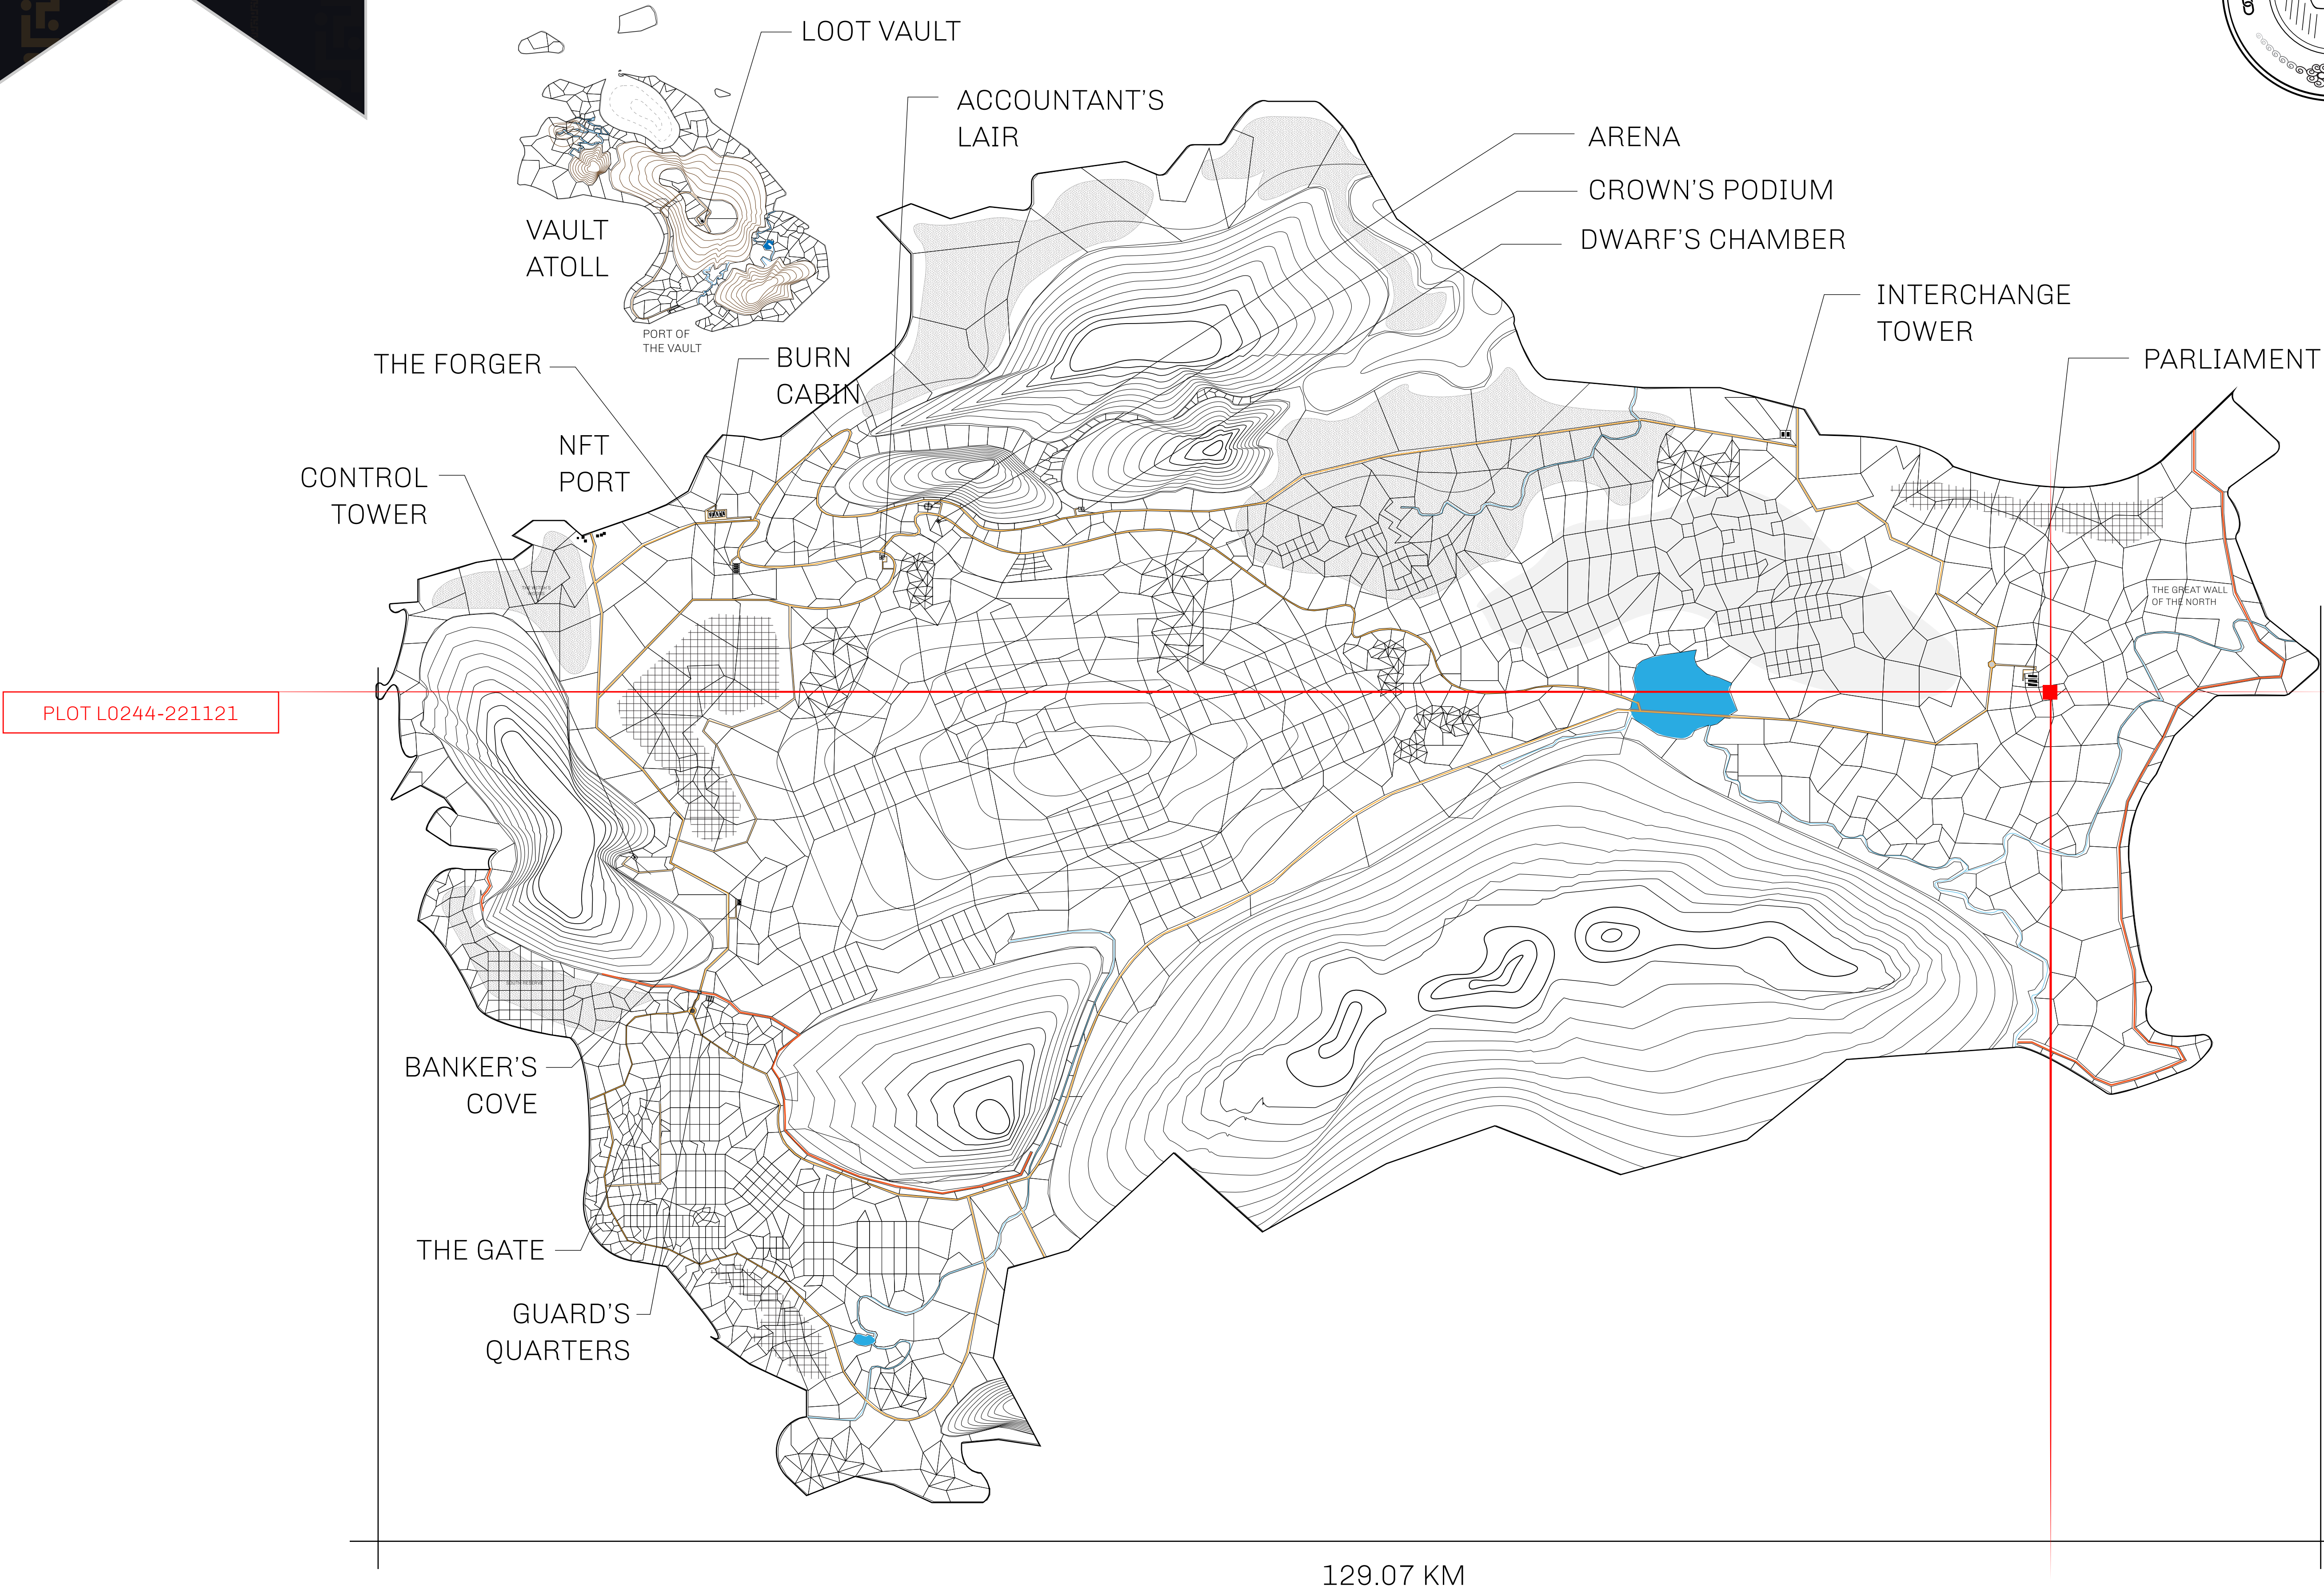 LOOT VAULT
ACCOUNTANT'S
LAIR
ARENA
CROWN'S PODIUM
DWARF'S CHAMBER
VAULT
ATOLL
INTERCHANGE
TOWER
PORT OF
THE VAULT
THE FORGER
BURN
CABIN
PARLIAMENT
NFT
PORT
CONTROL
TOWER
THE GREAT WALL
OF THE NORTH
PLOT L0244-221121
SOUTH RESERVE
BANKER'S
COVE
THE GATE
GUARD'S
QUARTERS
129.07 KM